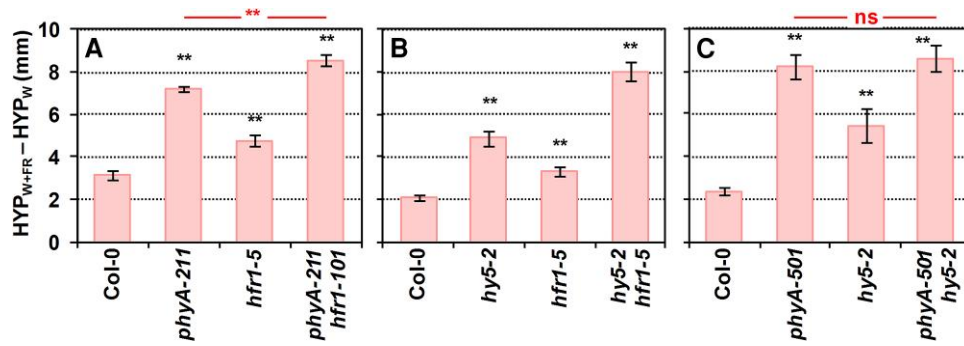 ** ns
A B C
HYPW+FR – HYPW (mm)
10
8
6
4
2
0
** ** **
** ** **
** ** **
Col-0
phyA-211
hfr1-5
phyA-211
hfr1-101
Col-0
hy5-2
hfr1-5
hy5-2
hfr1-5
Col-0
phyA-501
hy5-2
phyA-501
hy5-2